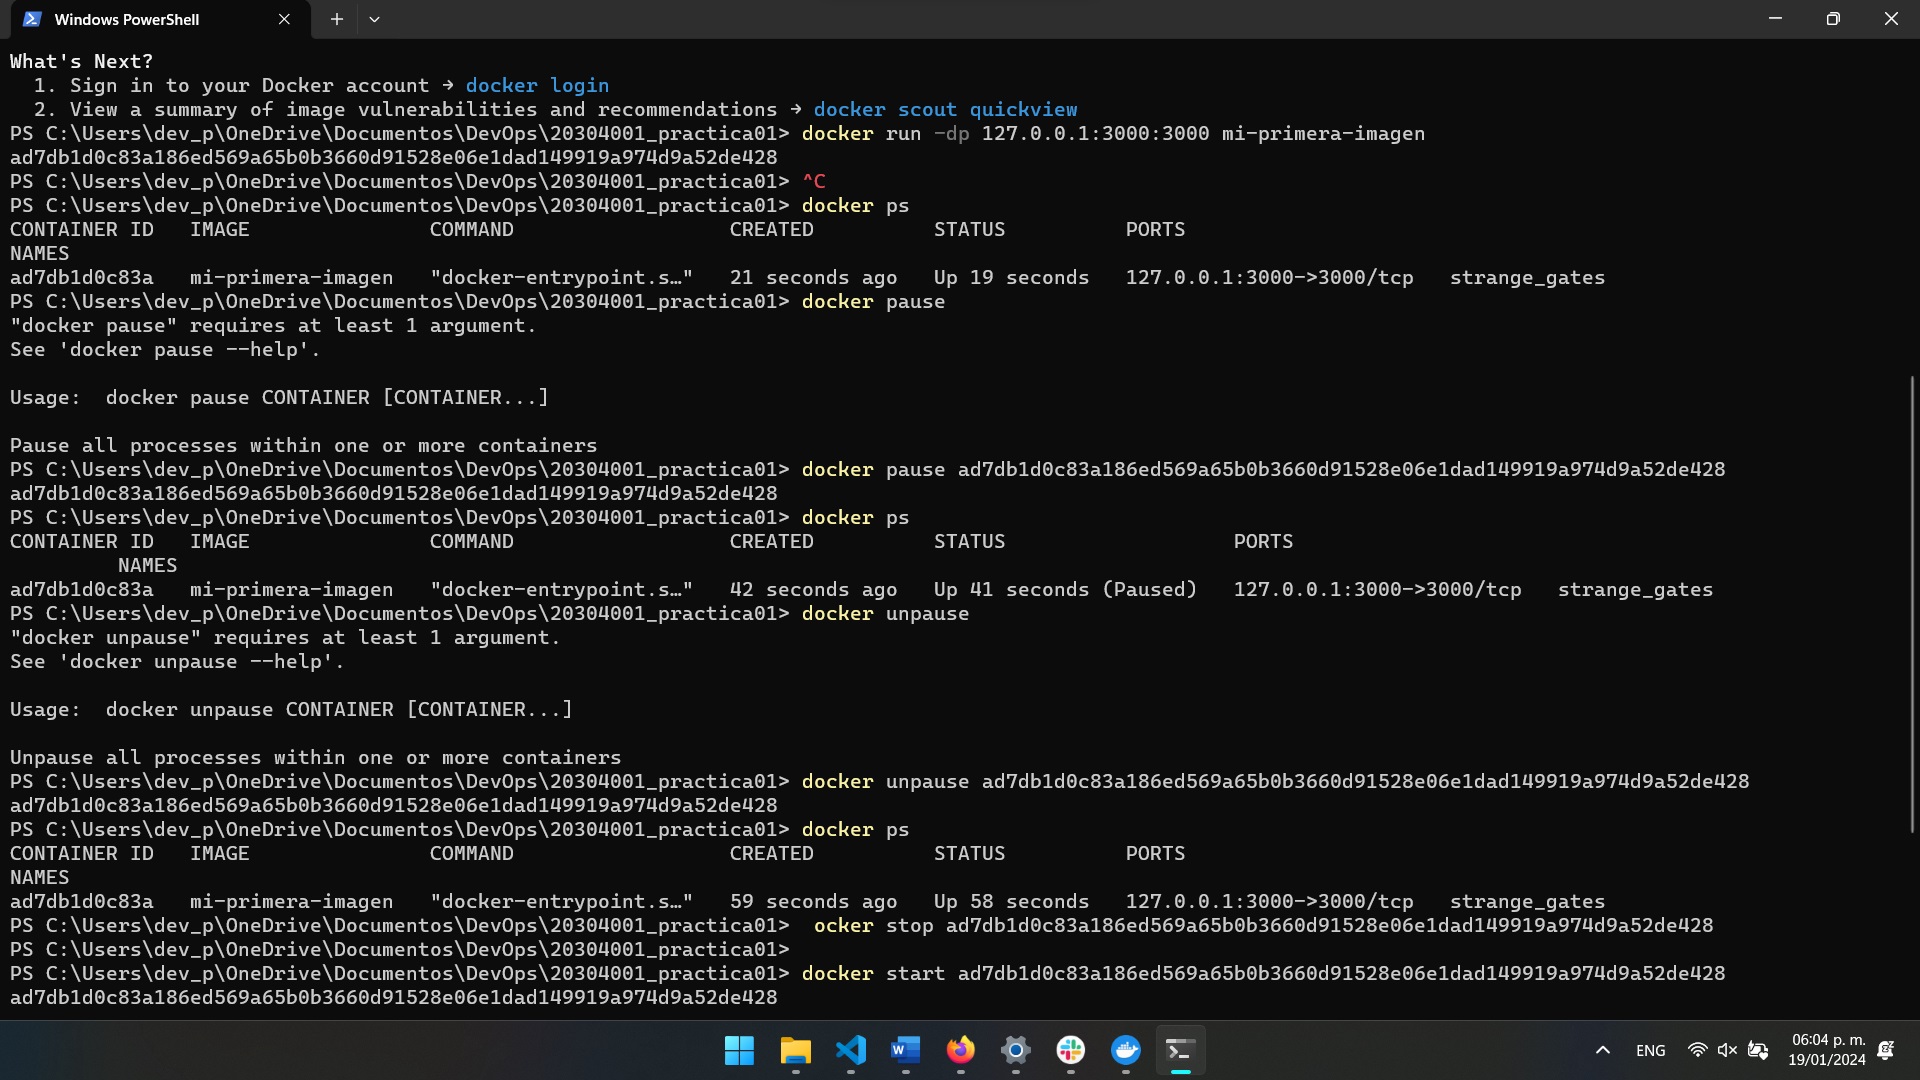 Windows PowerShell
What's Next?
  1. Sign in to your Docker account → docker login
  2. View a summary of image vulnerabilities and recommendations → docker scout quickview
PS C:\Users\dev_p\OneDrive\Documentos\DevOps\20304001_practica01> docker run -dp 127.0.0.1:3000:3000 mi-primera-imagen
ad7db1d0c83a186ed569a65b0b3660d91528e06e1dad149919a974d9a52de428
PS C:\Users\dev_p\OneDrive\Documentos\DevOps\20304001_practica01> ^C
PS C:\Users\dev_p\OneDrive\Documentos\DevOps\20304001_practica01> docker ps
CONTAINER ID   IMAGE               COMMAND                  CREATED          STATUS          PORTS
NAMES
ad7db1d0c83a   mi-primera-imagen   "docker-entrypoint.s…"   21 seconds ago   Up 19 seconds   127.0.0.1:3000->3000/tcp   strange_gates
PS C:\Users\dev_p\OneDrive\Documentos\DevOps\20304001_practica01> docker pause
"docker pause" requires at least 1 argument.
See 'docker pause --help'.
Usage:  docker pause CONTAINER [CONTAINER...]
Pause all processes within one or more containers
PS C:\Users\dev_p\OneDrive\Documentos\DevOps\20304001_practica01> docker pause ad7db1d0c83a186ed569a65b0b3660d91528e06e1dad149919a974d9a52de428
ad7db1d0c83a186ed569a65b0b3660d91528e06e1dad149919a974d9a52de428
PS C:\Users\dev_p\OneDrive\Documentos\DevOps\20304001_practica01> docker ps
CONTAINER ID   IMAGE               COMMAND                  CREATED          STATUS                   PORTS
         NAMES
ad7db1d0c83a   mi-primera-imagen   "docker-entrypoint.s…"   42 seconds ago   Up 41 seconds (Paused)   127.0.0.1:3000->3000/tcp   strange_gates
PS C:\Users\dev_p\OneDrive\Documentos\DevOps\20304001_practica01> docker unpause
"docker unpause" requires at least 1 argument.
See 'docker unpause --help'.
Usage:  docker unpause CONTAINER [CONTAINER...]
Unpause all processes within one or more containers
PS C:\Users\dev_p\OneDrive\Documentos\DevOps\20304001_practica01> docker unpause ad7db1d0c83a186ed569a65b0b3660d91528e06e1dad149919a974d9a52de428
ad7db1d0c83a186ed569a65b0b3660d91528e06e1dad149919a974d9a52de428
PS C:\Users\dev_p\OneDrive\Documentos\DevOps\20304001_practica01> docker ps
CONTAINER ID   IMAGE               COMMAND                  CREATED          STATUS          PORTS
NAMES
ad7db1d0c83a   mi-primera-imagen   "docker-entrypoint.s…"   59 seconds ago   Up 58 seconds   127.0.0.1:3000->3000/tcp   strange_gates
PS C:\Users\dev_p\OneDrive\Documentos\DevOps\20304001_practica01>  ocker stop ad7db1d0c83a186ed569a65b0b3660d91528e06e1dad149919a974d9a52de428
PS C:\Users\dev_p\OneDrive\Documentos\DevOps\20304001_practica01>
PS C:\Users\dev_p\OneDrive\Documentos\DevOps\20304001_practica01> docker start ad7db1d0c83a186ed569a65b0b3660d91528e06e1dad149919a974d9a52de428
ad7db1d0c83a186ed569a65b0b3660d91528e06e1dad149919a974d9a52de428
ENG
06:04 p. m.
19/01/2024